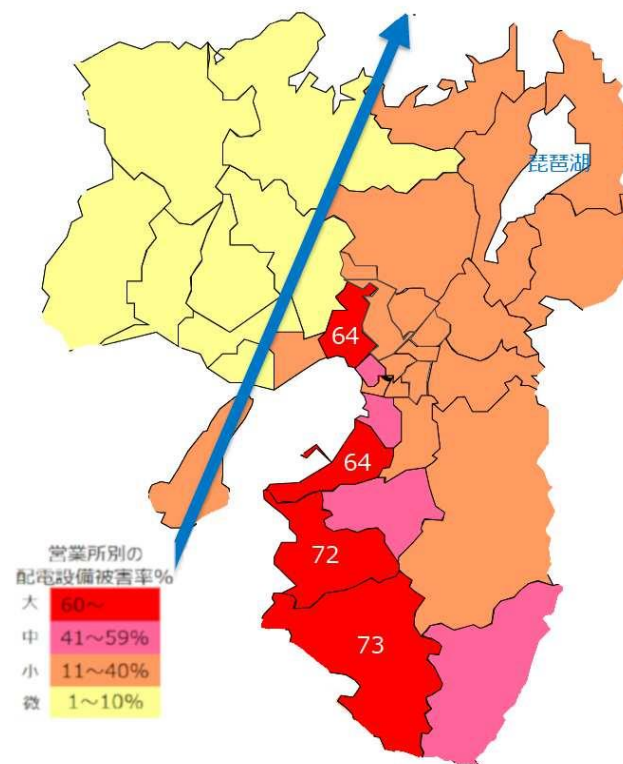 琵琶湖
64
64
72
73
営業所別の
配電設備被害率%
大 60～
中 41～59%
小 11～40%
微 1～10%